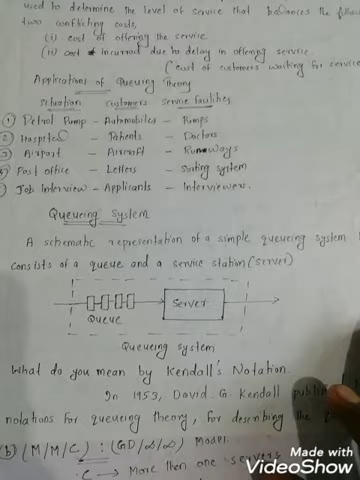 used to determine the level of service that balances the follow
two conflicting costs,
(i) cost of offering the service.
(ii) cost incurred due to delay in offering service.
(cost of customers waiting for service
Applications of Queuing Theory
Situation customers service facilities
① Petrol Pump - Automobiles - Pumps
② Hospital - Patients - Doctors
③ Airport - Aircraft - Runways
Post office - Letters - Sorting system
Job Interview - Applicants - Interviewers.
Queueing System
A schematic representation of a simple queueing system
consists of a queue and a service station (server)
Server
Queue
Queueing system
What do you mean by Kendall's Notation.
In 1953, David G. Kendall publi
notations for queueing theory, for describing the
(b) (M/M/C) : (GD/∞/∞) Model.
C → More then one servers
Made with
VideoShow